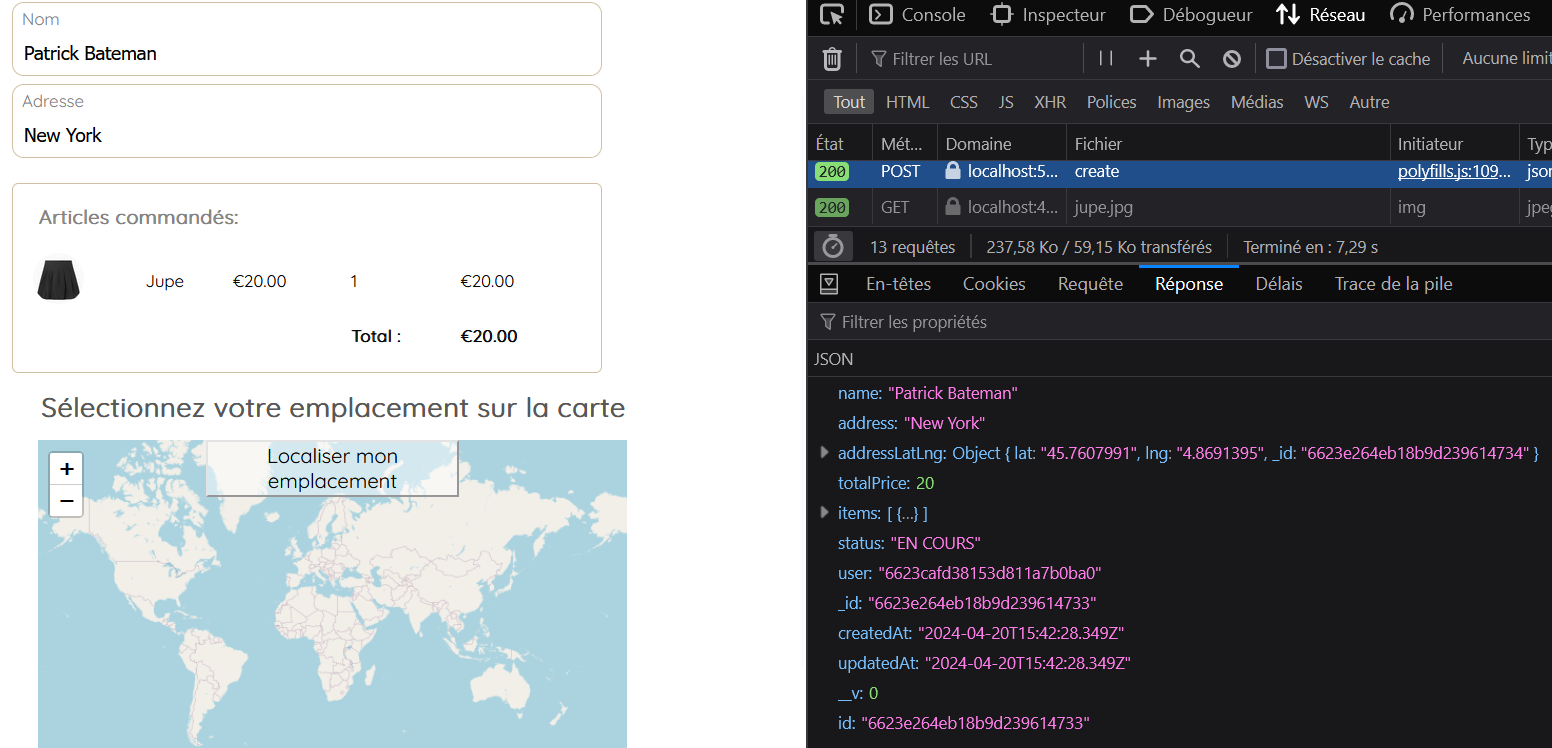 Nom
Patrick Bateman
Adresse
New York
Articles commandés:
Jupe €20.00 1 €20.00
Total : €20.00
Sélectionnez votre emplacement sur la carte
+
−
Localiser mon
emplacement
Console Inspecteur Débogueur Réseau Performances
Filtrer les URL Désactiver le cache Aucune limit
Tout HTML CSS JS XHR Polices Images Médias WS Autre
État Mét... Domaine Fichier Initiateur Typ
200 POST localhost:5... create polyfills.js:109... json
200 GET localhost:4... jupe.jpg img jpeg
13 requêtes 237,58 Ko / 59,15 Ko transférés Terminé en : 7,29 s
En-têtes Cookies Requête Réponse Délais Trace de la pile
Filtrer les propriétés
JSON
name: "Patrick Bateman"
address: "New York"
addressLatLng: Object { lat: "45.7607991", lng: "4.8691395", _id: "6623e264eb18b9d239614734" }
totalPrice: 20
items: [ {…} ]
status: "EN COURS"
user: "6623cafd38153d811a7b0ba0"
_id: "6623e264eb18b9d239614733"
createdAt: "2024-04-20T15:42:28.349Z"
updatedAt: "2024-04-20T15:42:28.349Z"
__v: 0
id: "6623e264eb18b9d239614733"